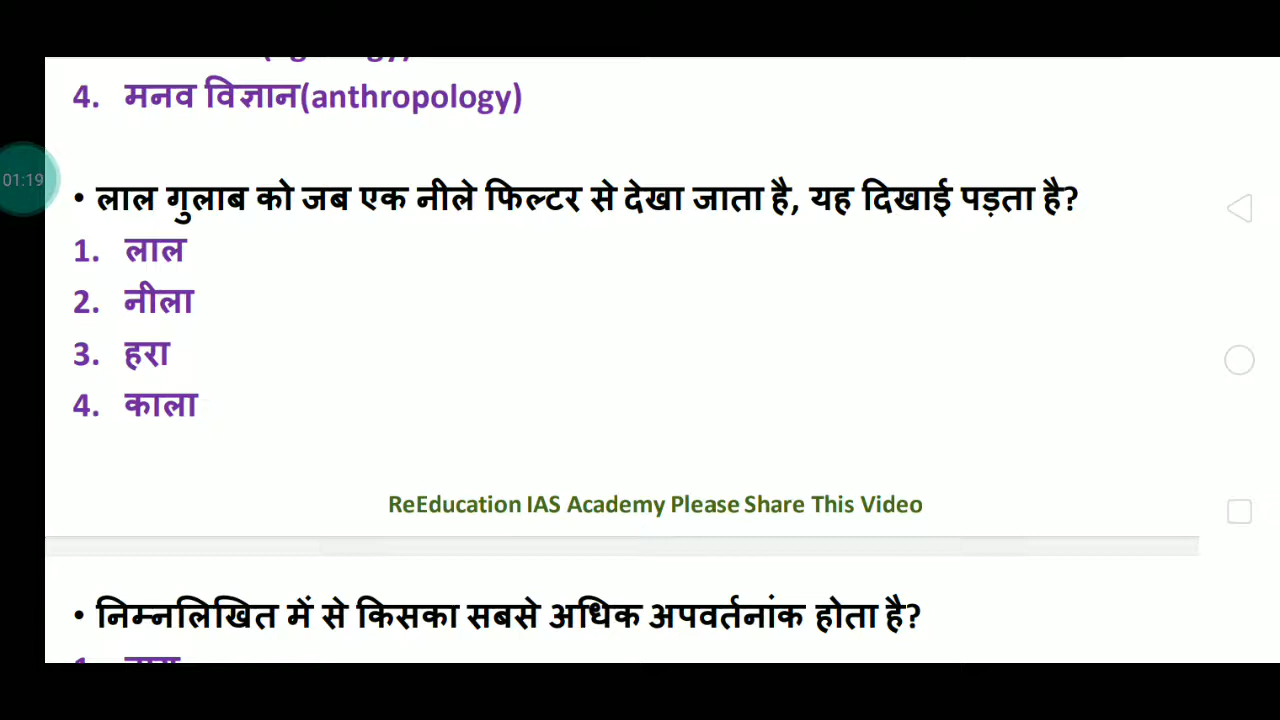 4. मनव विज्ञान(anthropology)
01:19
• लाल गुलाब को जब एक नीले फिल्टर से देखा जाता है, यह दिखाई पड़ता है?
1. लाल
2. नीला
3. हरा
4. काला
ReEducation IAS Academy Please Share This Video
• निम्नलिखित में से किसका सबसे अधिक अपवर्तनांक होता है?